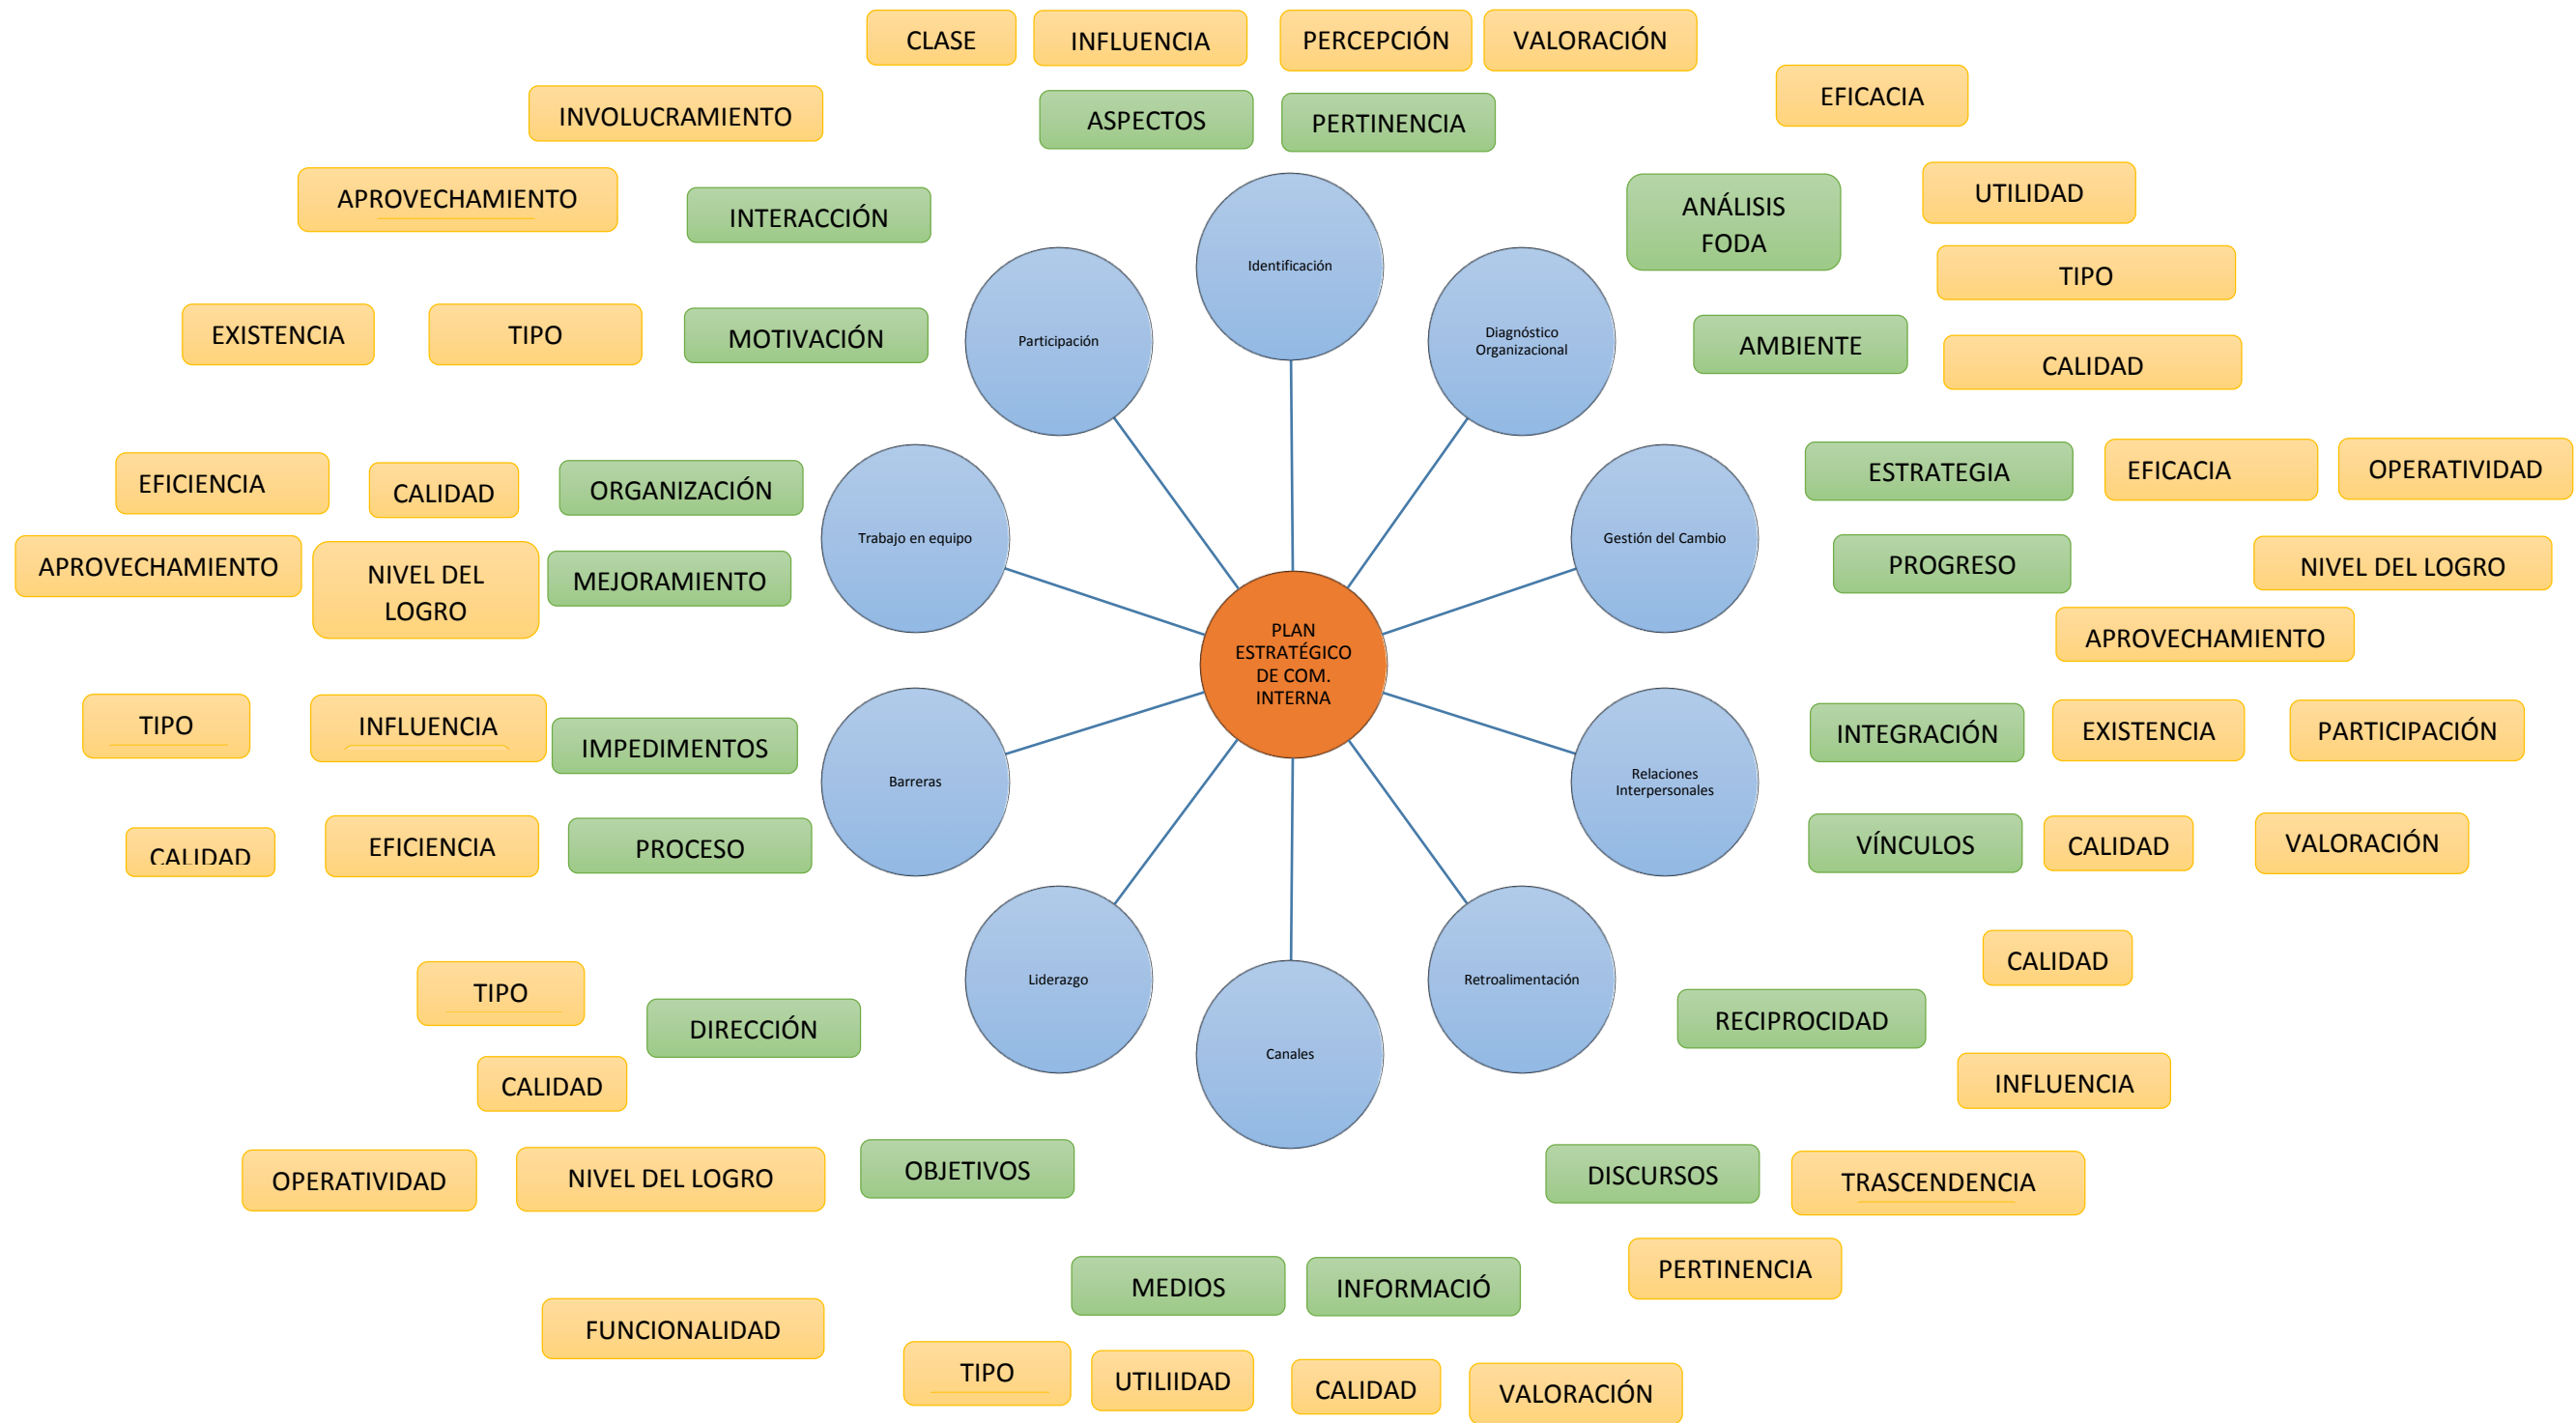 CLASE
INFLUENCIA
PERCEPCIÓN
VALORACIÓN
EFICACIA
INVOLUCRAMIENTO
ASPECTOS
PERTINENCIA
APROVECHAMIENTO
INTERACCIÓN
ANÁLISIS
FODA
UTILIDAD
Identificación
TIPO
EXISTENCIA
TIPO
MOTIVACIÓN
Participación
Diagnóstico
Organizacional
AMBIENTE
CALIDAD
EFICIENCIA
CALIDAD
ORGANIZACIÓN
ESTRATEGIA
EFICACIA
OPERATIVIDAD
Trabajo en equipo
Gestión del Cambio
APROVECHAMIENTO
NIVEL DEL
LOGRO
MEJORAMIENTO
PROGRESO
NIVEL DEL LOGRO
APROVECHAMIENTO
PLAN
ESTRATÉGICO
DE COM.
INTERNA
TIPO
INFLUENCIA
IMPEDIMENTOS
INTEGRACIÓN
EXISTENCIA
PARTICIPACIÓN
Barreras
Relaciones
Interpersonales
CALIDAD
EFICIENCIA
PROCESO
VÍNCULOS
CALIDAD
VALORACIÓN
CALIDAD
TIPO
Liderazgo
Retroalimentación
DIRECCIÓN
RECIPROCIDAD
Canales
CALIDAD
INFLUENCIA
OPERATIVIDAD
NIVEL DEL LOGRO
OBJETIVOS
DISCURSOS
TRASCENDENCIA
PERTINENCIA
MEDIOS
INFORMACIÓ
FUNCIONALIDAD
TIPO
UTILIIDAD
CALIDAD
VALORACIÓN